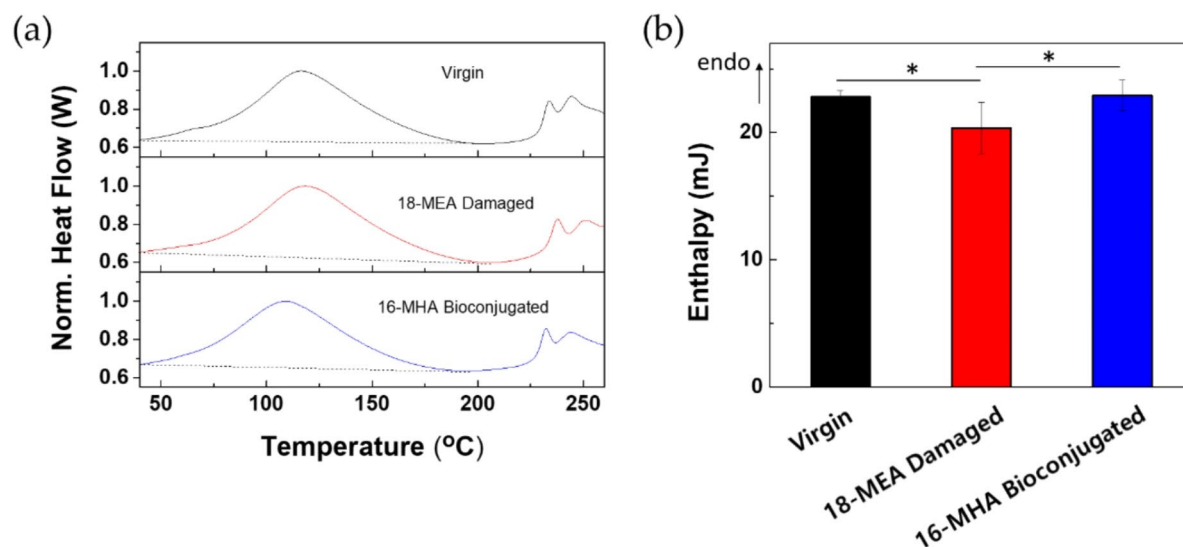 (a)
Norm. Heat Flow (W)
1.0
0.8
0.6
Virgin
1.0
0.8
0.6
18-MEA Damaged
1.0
0.8
0.6
16-MHA Bioconjugated
50 100 150 200 250
Temperature (°C)
(b)
endo
* *
Enthalpy (mJ)
20
10
0
Virgin
18-MEA Damaged
16-MHA Bioconjugated